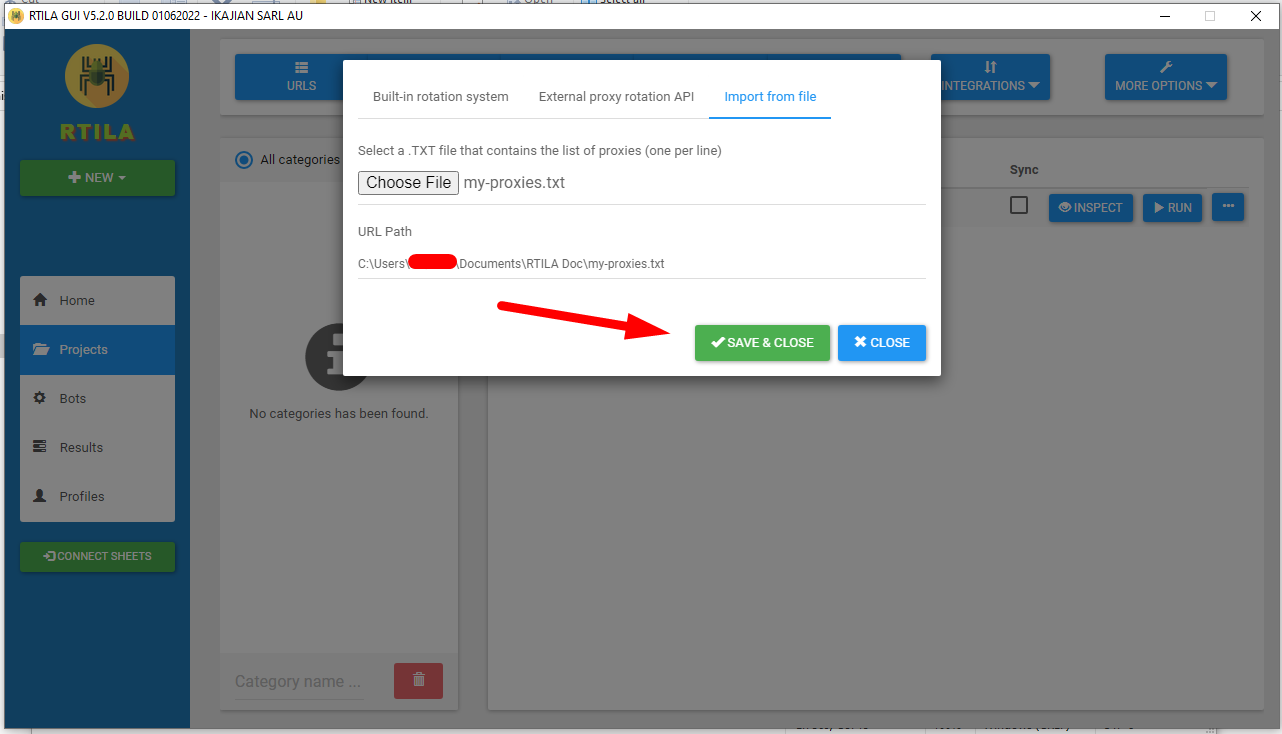 RTILA GUI V5.2.0 BUILD 01062022 - IKAJIAN SARL AU
RTILA
NEW
Home
Projects
Bots
Results
Profiles
CONNECT SHEETS
URLS
INTEGRATIONS
MORE OPTIONS
Built-in rotation system
External proxy rotation API
Import from file
Select a .TXT file that contains the list of proxies (one per line)
Choose File my-proxies.txt
URL Path
C:\Users\ \Documents\RTILA Doc\my-proxies.txt
SAVE & CLOSE
CLOSE
All categories
No categories has been found.
Category name ...
Sync
INSPECT
RUN